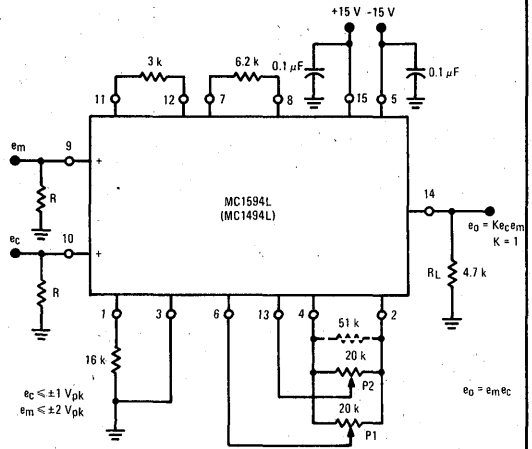 +15 V -15 V
3 k
6.2 k
0.1 μF
0.1 μF
11
12
7
8
15
5
em
9
+
R
MC1594L
(MC1494L)
14
eo = Kecem
K = 1
ec
10
+
R
RL
4.7 k
1
3
6
13
4
2
51 k
16 k
20 k
P2
ec ≤ ±1 Vpk
em ≤ ±2 Vpk
20 k
P1
eo = emec